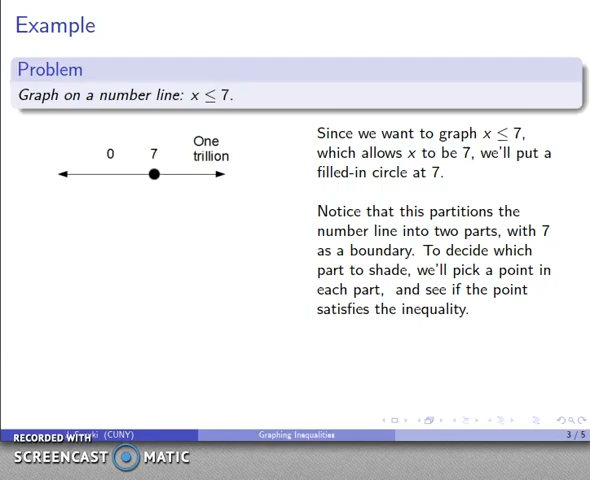 Example
Problem
Graph on a number line: x ≤ 7.
0 7 One trillion
Since we want to graph x ≤ 7,
which allows x to be 7, we'll put a
filled-in circle at 7.
Notice that this partitions the
number line into two parts, with 7
as a boundary. To decide which
part to shade, we'll pick a point in
each part, and see if the point
satisfies the inequality.
(CUNY)
Graphing Inequalities
3 / 5
RECORDED WITH
SCREENCAST MATIC